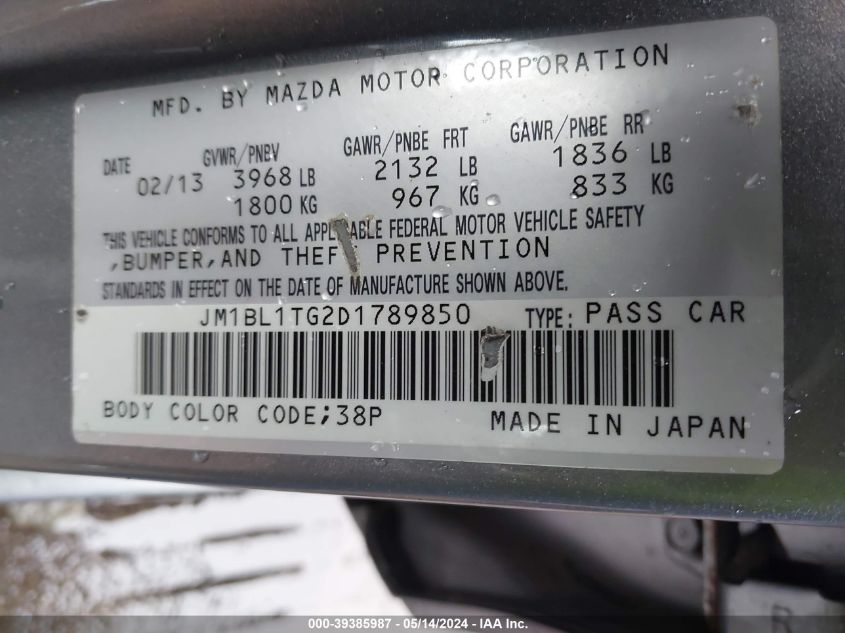 MFD. BY MAZDA MOTOR CORPORATION
DATE GVWR/PNBV GAWR/PNBE FRT GAWR/PNBE RR
02/13 3968 LB 2132 LB 1836 LB
1800 KG 967 KG 833 KG
THIS VEHICLE CONFORMS TO ALL APPLICABLE FEDERAL MOTOR VEHICLE SAFETY
,BUMPER,AND THEFT PREVENTION
STANDARDS IN EFFECT ON THE DATE OF MANUFACTURE SHOWN ABOVE.
JM1BL1TG2D1789850 TYPE: PASS CAR
BODY COLOR CODE;38P MADE IN JAPAN
R
000-39385987 - 05/14/2024 - IAA Inc.